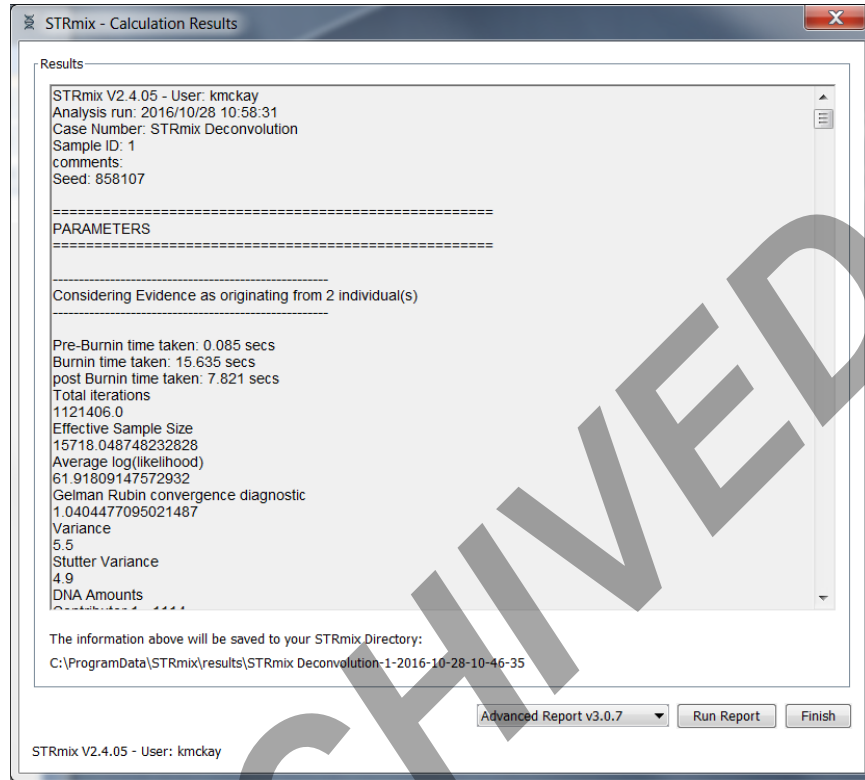 STRmix - Calculation Results
Results
STRmix V2.4.05 - User: kmckay
Analysis run: 2016/10/28 10:58:31
Case Number: STRmix Deconvolution
Sample ID: 1
comments:
Seed: 858107
=====================================================
PARAMETERS
=====================================================
-------------------------------------------------------
Considering Evidence as originating from 2 individual(s)
-------------------------------------------------------
Pre-Burnin time taken: 0.085 secs
Burnin time taken: 15.635 secs
post Burnin time taken: 7.821 secs
Total iterations
1121406.0
Effective Sample Size
15718.048748232828
Average log(likelihood)
61.91809147572932
Gelman Rubin convergence diagnostic
1.0404477095021487
Variance
5.5
Stutter Variance
4.9
DNA Amounts
The information above will be saved to your STRmix Directory:
C:\ProgramData\STRmix\results\STRmix Deconvolution-1-2016-10-28-10-46-35
Advanced Report v3.0.7 Run Report Finish
STRmix V2.4.05 - User: kmckay
CHIVED